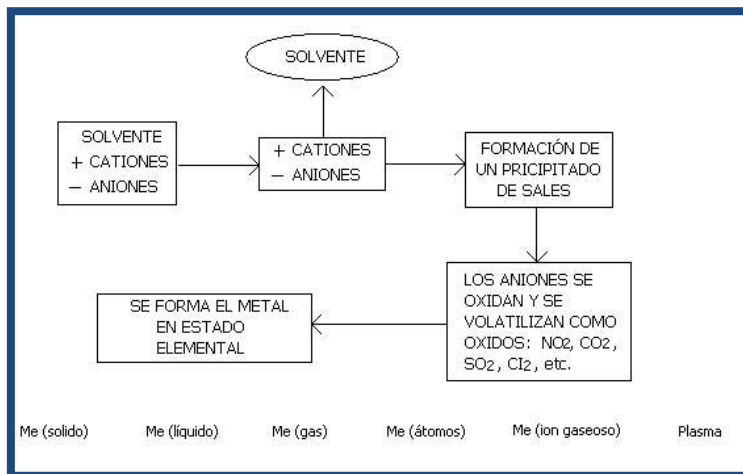 SOLVENTE
SOLVENTE
+ CATIONES
− ANIONES
+ CATIONES
− ANIONES
FORMACIÓN DE
UN PRICIPITADO
DE SALES
LOS ANIONES SE
OXIDAN Y SE
VOLATILIZAN COMO
OXIDOS: NO2, CO2,
SO2, CI2, etc.
SE FORMA EL METAL
EN ESTADO
ELEMENTAL
Me (solido) Me (líquido) Me (gas) Me (átomos) Me (ion gaseoso) Plasma